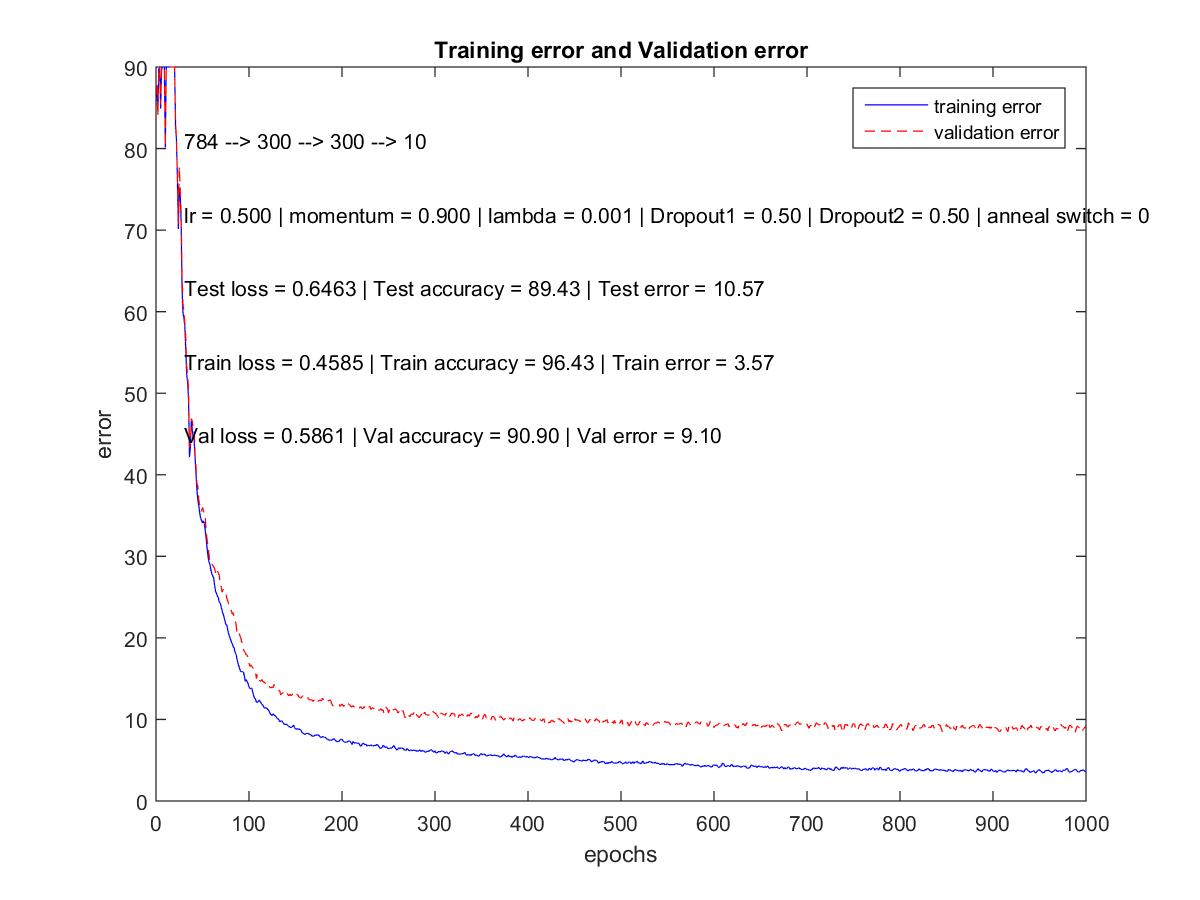 Training error and Validation error
training error
validation error
784 --> 300 --> 300 --> 10
lr = 0.500 | momentum = 0.900 | lambda = 0.001 | Dropout1 = 0.50 | Dropout2 = 0.50 | anneal switch = 0
Test loss = 0.6463 | Test accuracy = 89.43 | Test error = 10.57
Train loss = 0.4585 | Train accuracy = 96.43 | Train error = 3.57
Val loss = 0.5861 | Val accuracy = 90.90 | Val error = 9.10
error
90
80
70
60
50
40
30
20
10
0
0 100 200 300 400 500 600 700 800 900 1000
epochs